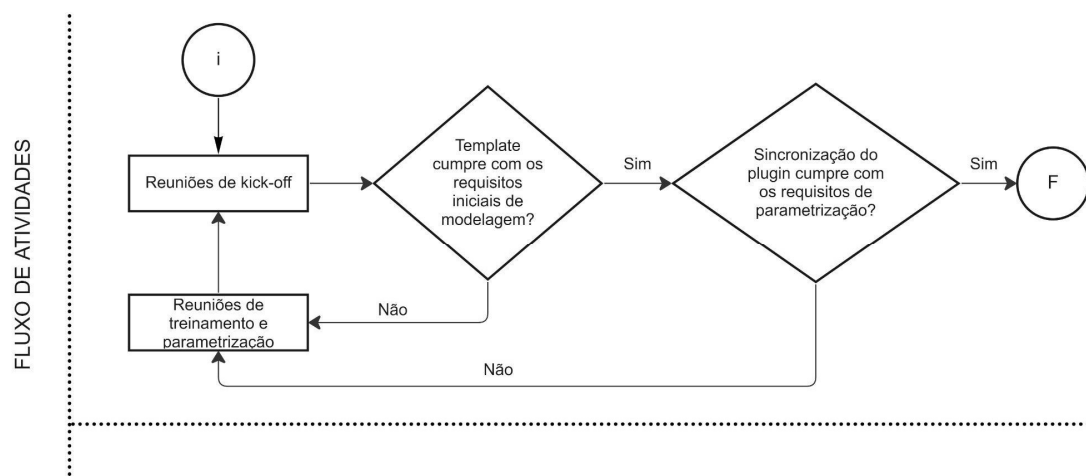 FLUXO DE ATIVIDADES
i
Reuniões de kick-off
Template
cumpre com os
requisitos
iniciais de
modelagem?
Sim
Sincronização do
plugin cumpre com
os requisitos de
parametrização?
Sim
F
Reuniões de
treinamento e
parametrização
Não
Não